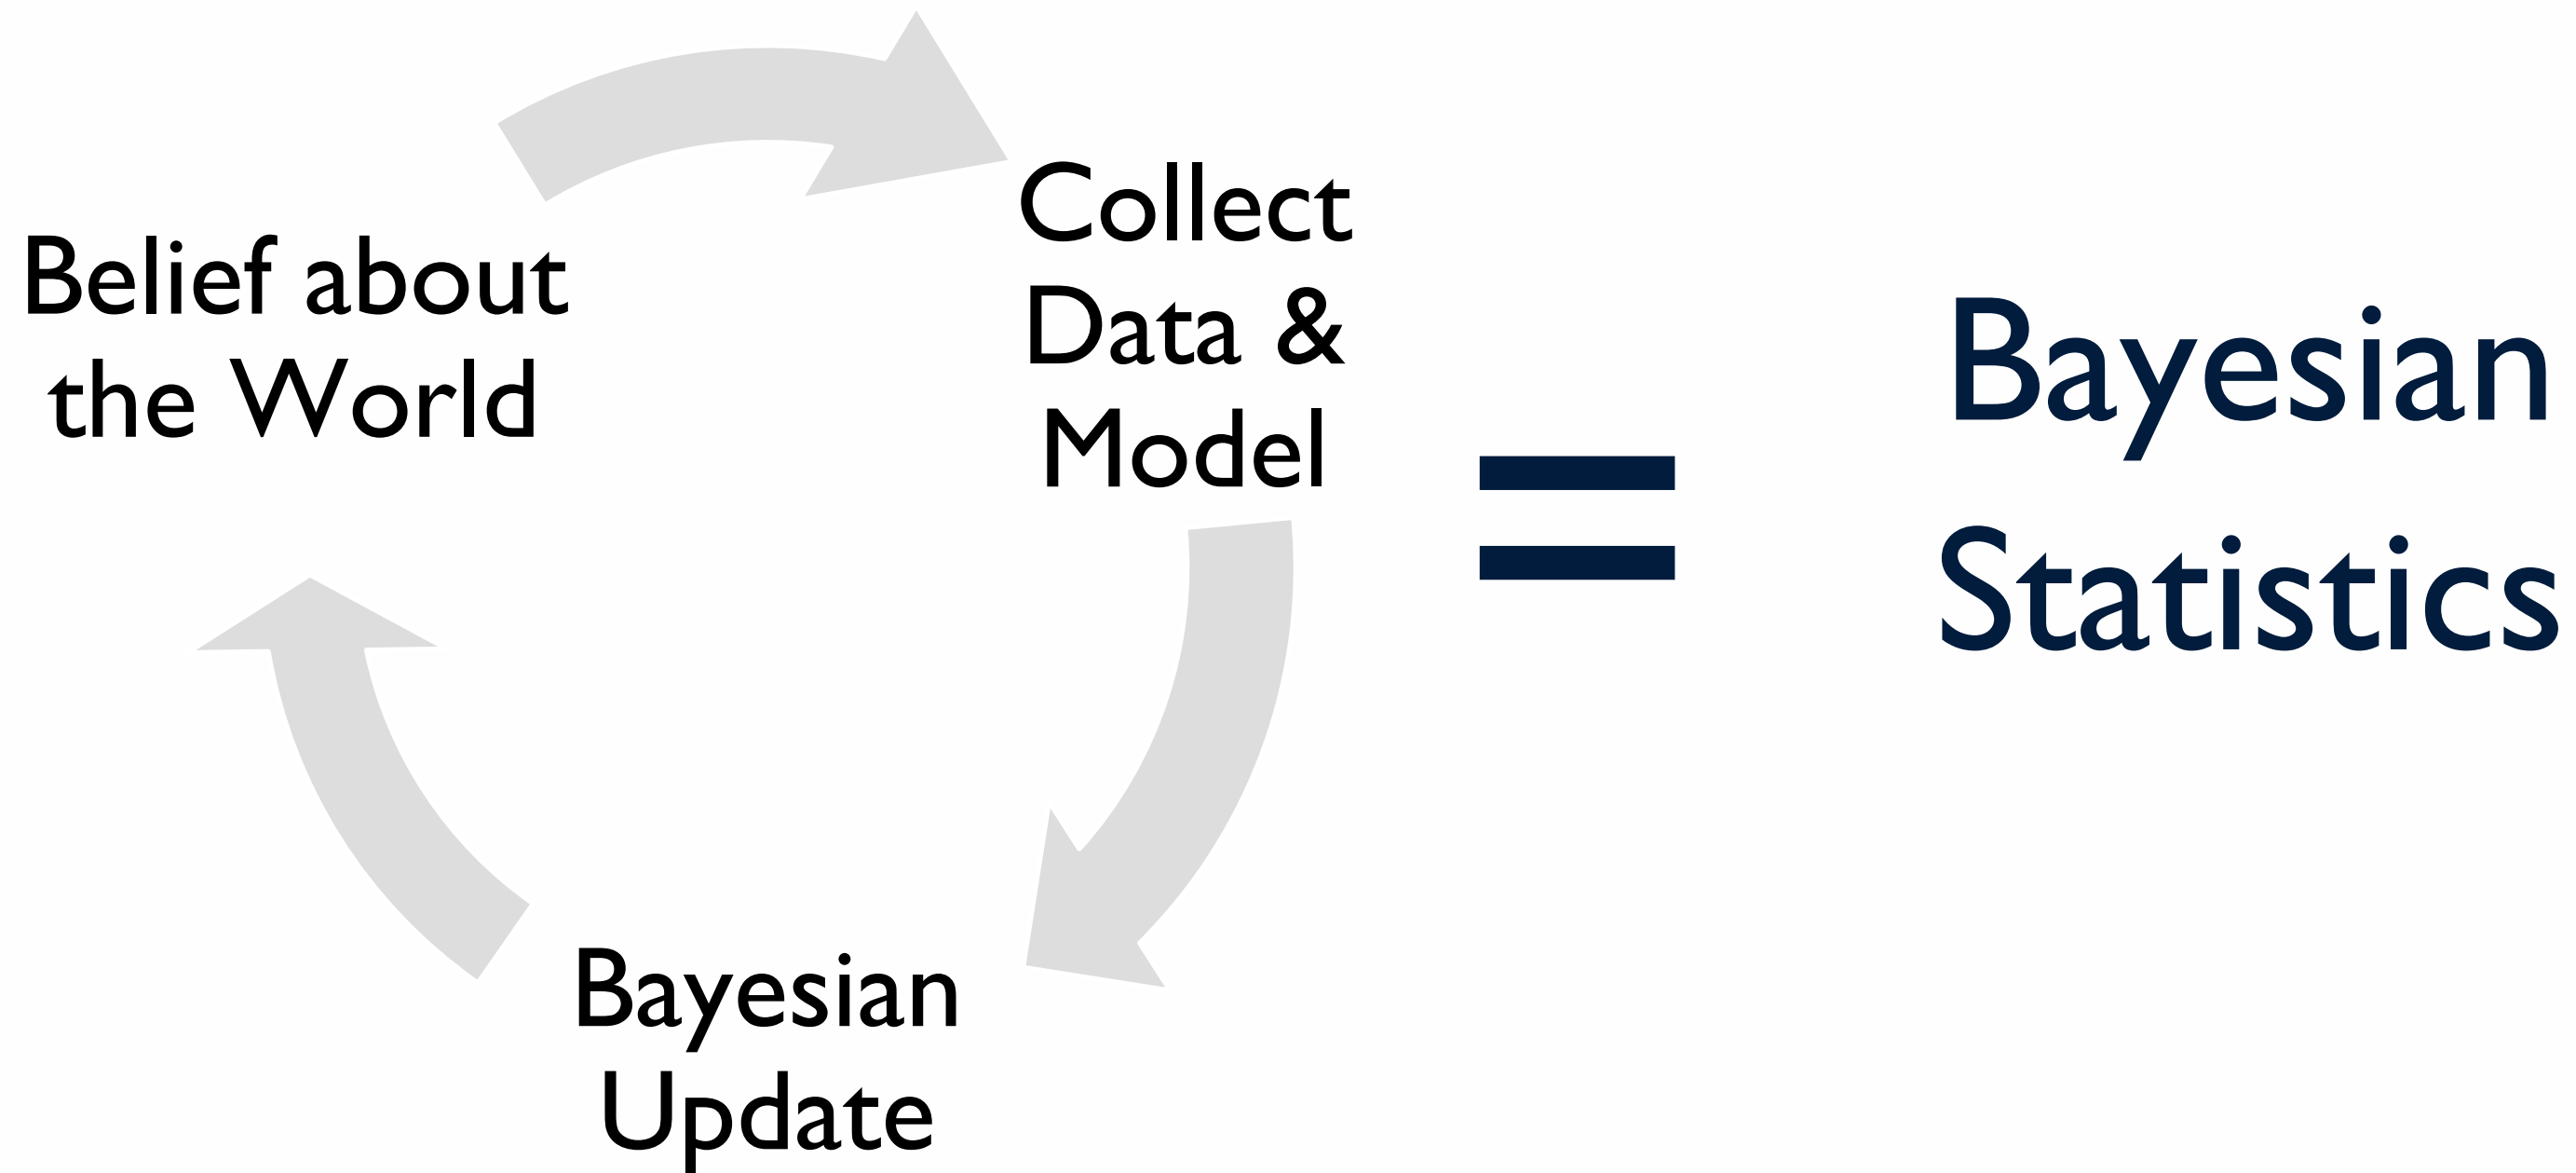 Belief about
the World
Collect
Data &
Model
Bayesian
Update
=
Bayesian
Statistics